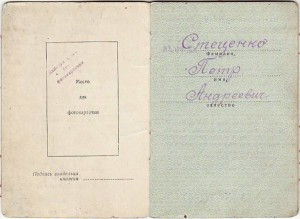 Место
для
фотокарточки
Подпись владельца
книжки
Стеценко
Фамилия,
Петр
имя,
Андреевич
отчество